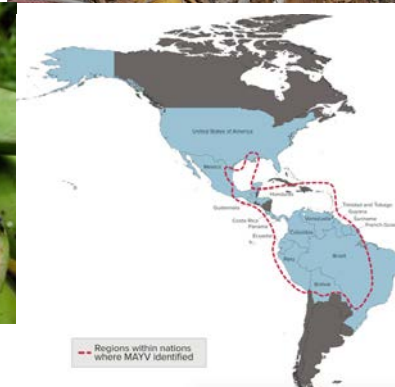 United States of America
Mexico
Honduras
Guatemala
Costa Rica
Panama
Ecuador
Trinidad and Tobago
Guyana
Suriname
French Guiana
Venezuela
Colombia
Brazil
Peru
Bolivia
Regions within nations
where MAYV identified